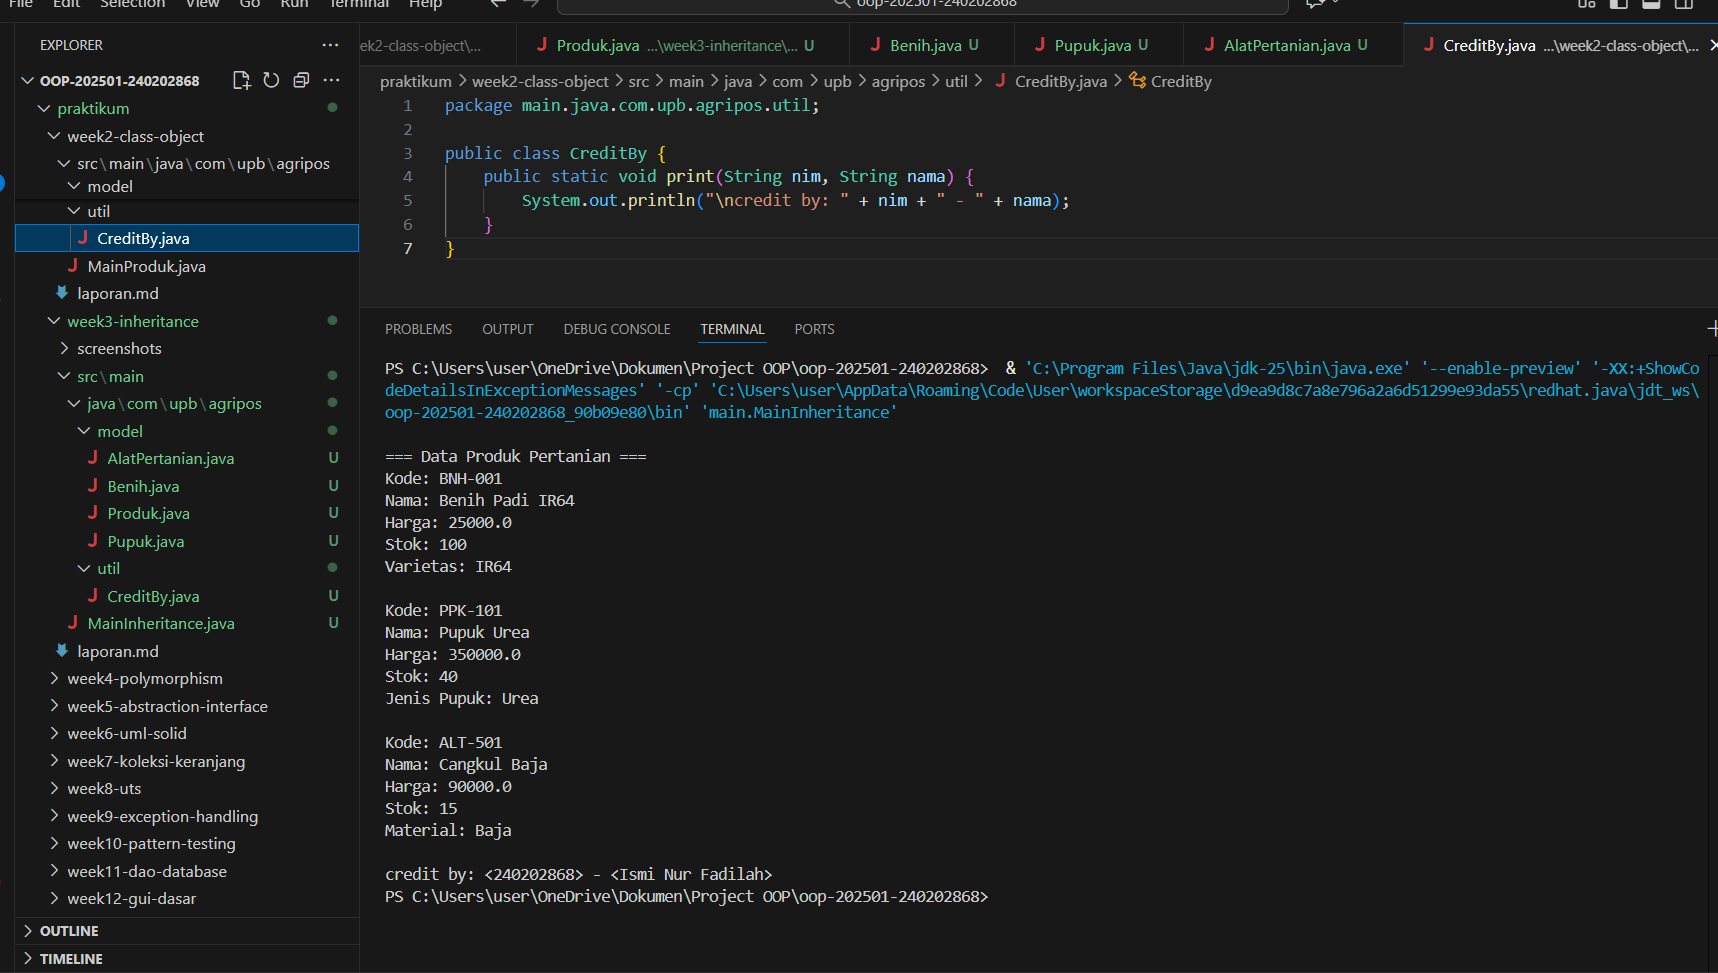 File Edit Selection View Go Run Terminal Help
oop-202501-240202868
EXPLORER
OOP-202501-240202868
praktikum
week2-class-object
src\main\java\com\upb\agripos
model
util
CreditBy.java
MainProduk.java
laporan.md
week3-inheritance
screenshots
src\main
java\com\upb\agripos
model
AlatPertanian.java U
Benih.java U
Produk.java U
Pupuk.java U
util
CreditBy.java U
MainInheritance.java U
laporan.md
week4-polymorphism
week5-abstraction-interface
week6-uml-solid
week7-koleksi-keranjang
week8-uts
week9-exception-handling
week10-pattern-testing
week11-dao-database
week12-gui-dasar
OUTLINE
TIMELINE
ek2-class-object\... Produk.java ...\week3-inheritance\... U Benih.java U Pupuk.java U AlatPertanian.java U CreditBy.java ...\week2-class-object\...
praktikum > week2-class-object > src > main > java > com > upb > agripos > util > CreditBy.java > CreditBy
1 package main.java.com.upb.agripos.util;
2
3 public class CreditBy {
4 public static void print(String nim, String nama) {
5 System.out.println("\ncredit by: " + nim + " - " + nama);
6 }
7 }
PROBLEMS OUTPUT DEBUG CONSOLE TERMINAL PORTS
PS C:\Users\user\OneDrive\Dokumen\Project OOP\oop-202501-240202868> & 'C:\Program Files\Java\jdk-25\bin\java.exe' '--enable-preview' '-XX:+ShowCo
deDetailsInExceptionMessages' '-cp' 'C:\Users\user\AppData\Roaming\Code\User\workspaceStorage\d9ea9d8c7a8e796a2a6d51299e93da55\redhat.java\jdt_ws\
oop-202501-240202868_90b09e80\bin' 'main.MainInheritance'
=== Data Produk Pertanian ===
Kode: BNH-001
Nama: Benih Padi IR64
Harga: 25000.0
Stok: 100
Varietas: IR64
Kode: PPK-101
Nama: Pupuk Urea
Harga: 350000.0
Stok: 40
Jenis Pupuk: Urea
Kode: ALT-501
Nama: Cangkul Baja
Harga: 90000.0
Stok: 15
Material: Baja
credit by: <240202868> - <Ismi Nur Fadilah>
PS C:\Users\user\OneDrive\Dokumen\Project OOP\oop-202501-240202868>